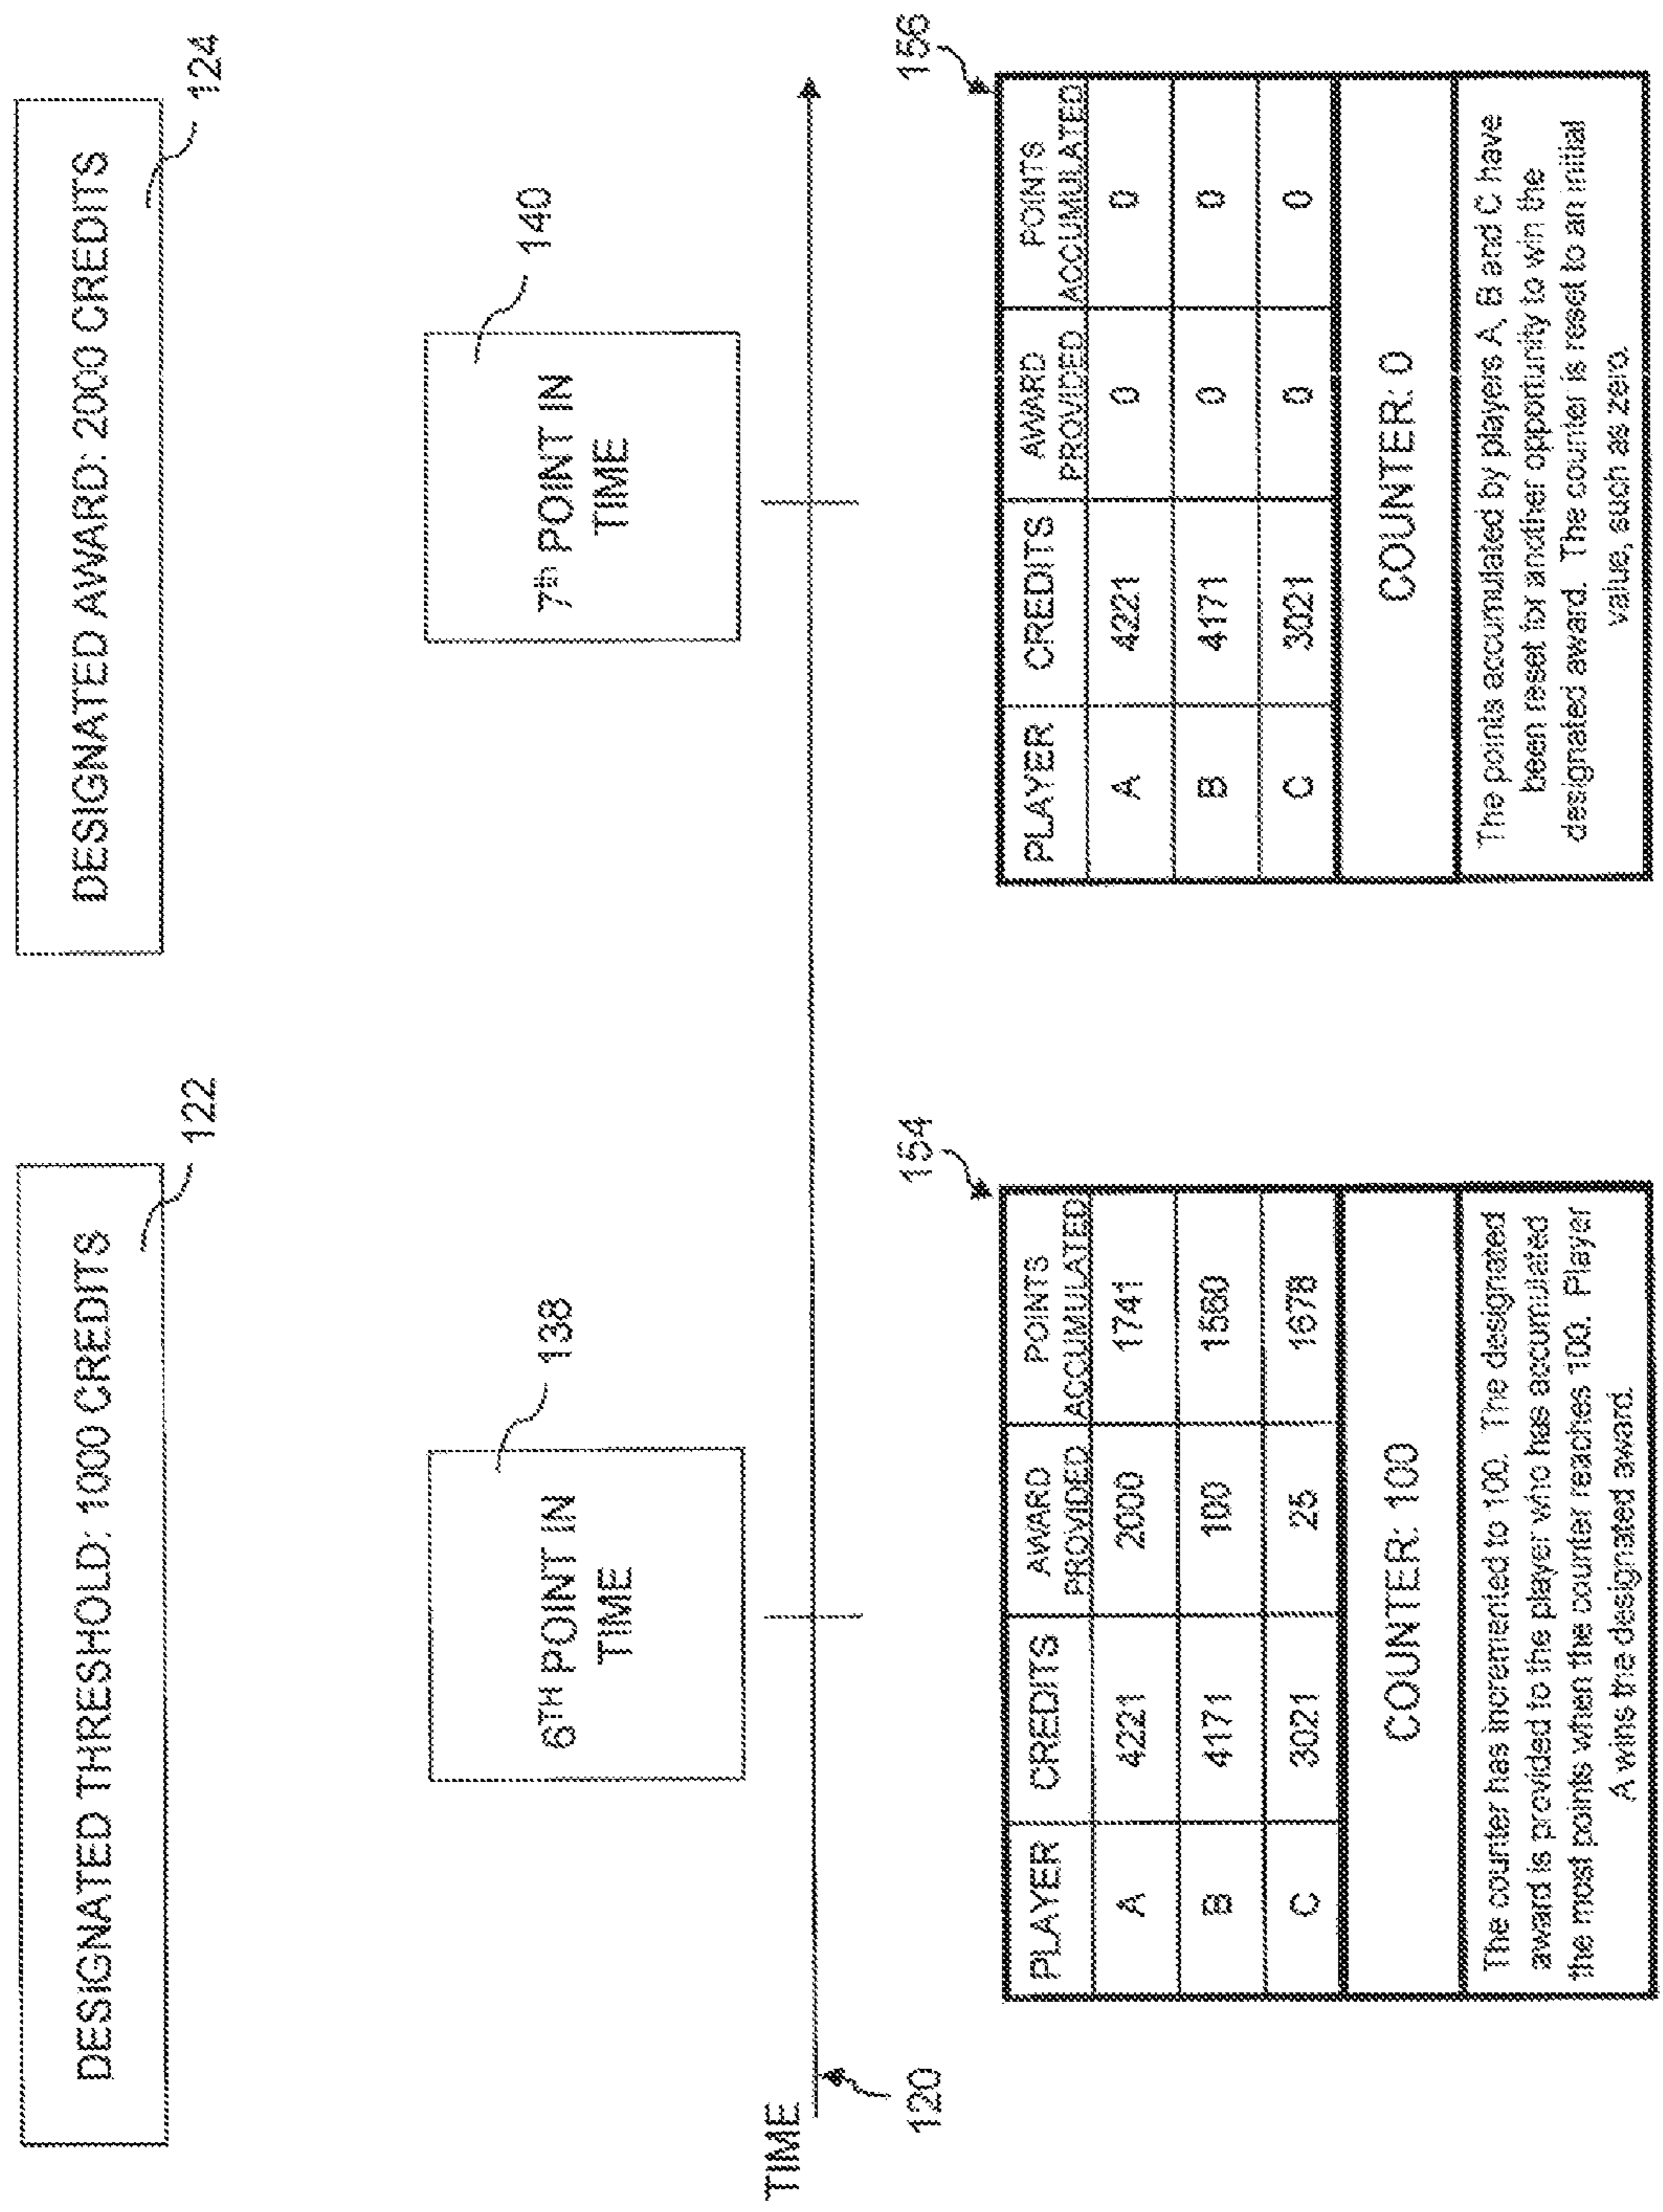 DESIGNATED THRESHOLD: 1000 CREDITS
122
DESIGNATED AWARD: 2000 CREDITS
124
6TH POINT IN
TIME
138
7th POINT IN
TIME
140
TIME
120
154
PLAYER CREDITS AWARD PROVIDED POINTS ACCUMULATED
A 4221 2000 1741
B 4171 100 1560
C 3021 25 1678
COUNTER: 100
The counter has incremented to 100. The designated
award is provided to the player who has accumulated
the most points when the counter reaches 100. Player
A wins the designated award.
156
PLAYER CREDITS AWARD PROVIDED POINTS ACCUMULATED
A 4221 0 0
B 4171 0 0
C 3021 0 0
COUNTER: 0
The points accumulated by players A, B and C have
been reset for another opportunity to win the
designated award. The counter is reset to an initial
value, such as zero.